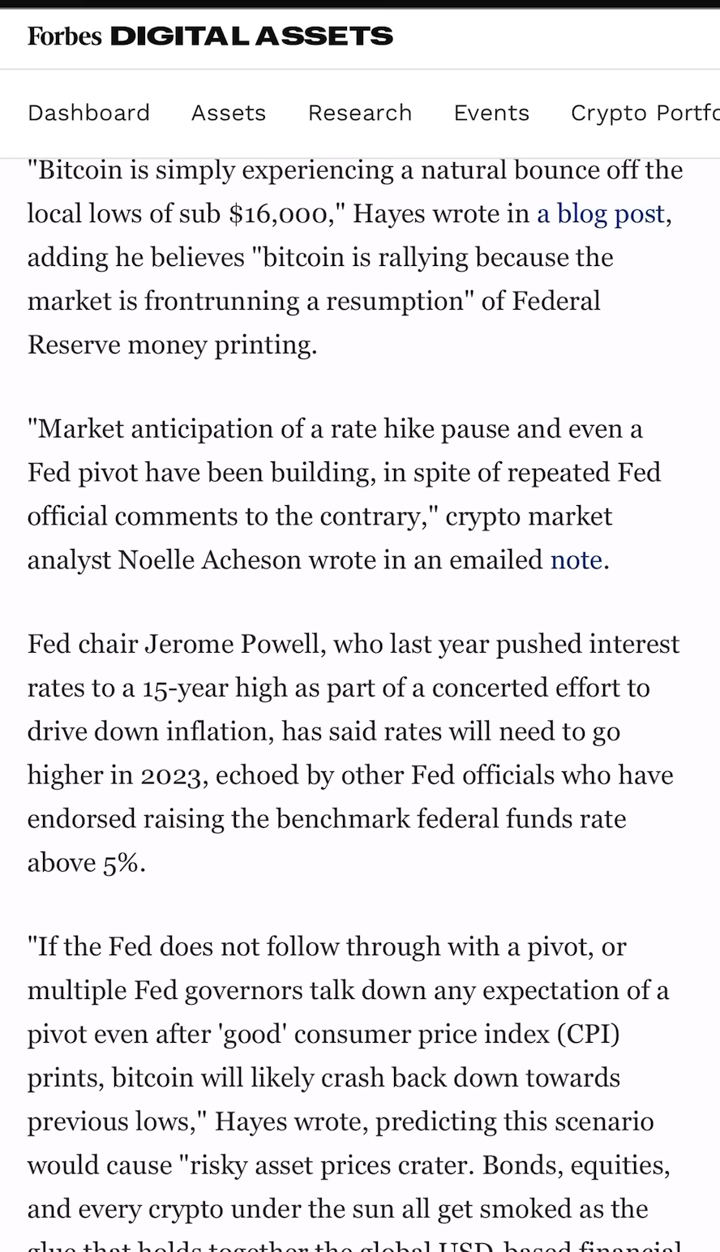 Forbes DIGITAL ASSETS
Dashboard Assets Research Events Crypto Portfo
"Bitcoin is simply experiencing a natural bounce off the
local lows of sub $16,000," Hayes wrote in a blog post,
adding he believes "bitcoin is rallying because the
market is frontrunning a resumption" of Federal
Reserve money printing.
"Market anticipation of a rate hike pause and even a
Fed pivot have been building, in spite of repeated Fed
official comments to the contrary," crypto market
analyst Noelle Acheson wrote in an emailed note.
Fed chair Jerome Powell, who last year pushed interest
rates to a 15-year high as part of a concerted effort to
drive down inflation, has said rates will need to go
higher in 2023, echoed by other Fed officials who have
endorsed raising the benchmark federal funds rate
above 5%.
"If the Fed does not follow through with a pivot, or
multiple Fed governors talk down any expectation of a
pivot even after 'good' consumer price index (CPI)
prints, bitcoin will likely crash back down towards
previous lows," Hayes wrote, predicting this scenario
would cause "risky asset prices crater. Bonds, equities,
and every crypto under the sun all get smoked as the
glue that holds together the global USD-based financial